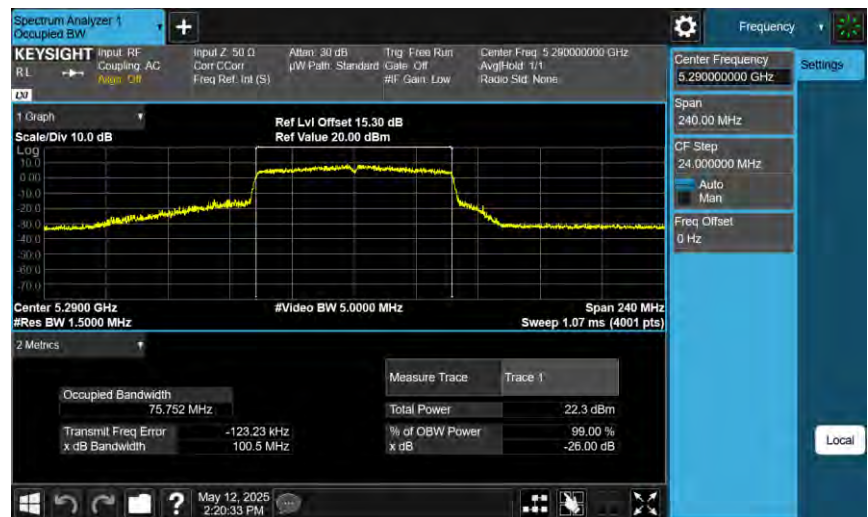 Spectrum Analyzer 1
Occupied BW
Frequency
KEYSIGHT
RL
LXI
Input: RF
Coupling: AC
Align: Off
Input Z: 50 Ω
Corr CCorr
Freq Ref: Int (S)
Atten: 30 dB
µW Path: Standard
Trig: Free Run
Gate: Off
#IF Gain: Low
Center Freq: 5.290000000 GHz
Avg|Hold: 1/1
Radio Std: None
Center Frequency
5.290000000 GHz
Settings
Span
240.00 MHz
CF Step
24.000000 MHz
Auto
Man
Freq Offset
0 Hz
1 Graph
Scale/Div 10.0 dB
Ref Lvl Offset 15.30 dB
Ref Value 20.00 dBm
Log
10.0
0.00
-10.0
-20.0
-30.0
-40.0
-50.0
-60.0
-70.0
Center 5.2900 GHz
#Res BW 1.5000 MHz
#Video BW 5.0000 MHz
Span 240 MHz
Sweep 1.07 ms (4001 pts)
2 Metrics
Measure Trace Trace 1
Occupied Bandwidth
75.752 MHz
Total Power 22.3 dBm
Transmit Freq Error -123.23 kHz
% of OBW Power 99.00 %
x dB Bandwidth 100.5 MHz
x dB -26.00 dB
Local
?
May 12, 2025
2:20:33 PM